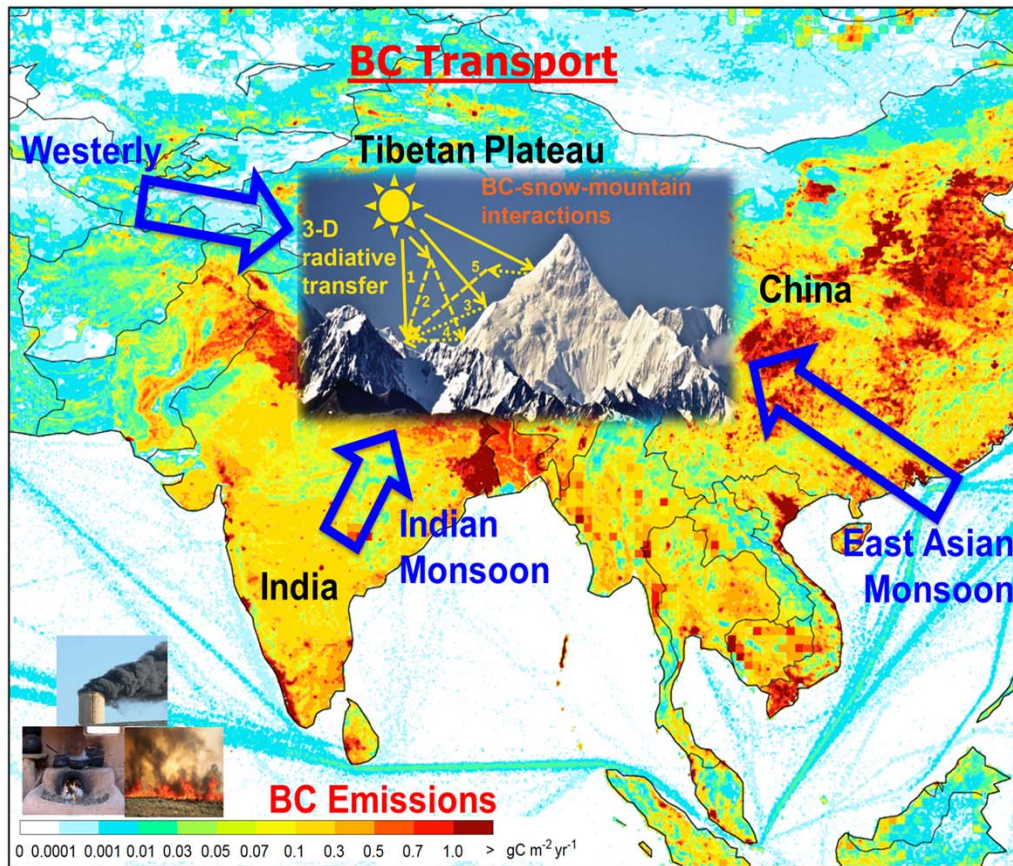 BC Transport
Westerly
Tibetan Plateau
BC-snow-mountain
interactions
3-D
radiative
transfer
1
2
3
4
5
China
Indian
Monsoon
India
East Asian
Monsoon
BC Emissions
0 0.0001 0.001 0.01 0.03 0.05 0.07 0.1 0.3 0.5 0.7 1.0 > gC m⁻² yr⁻¹